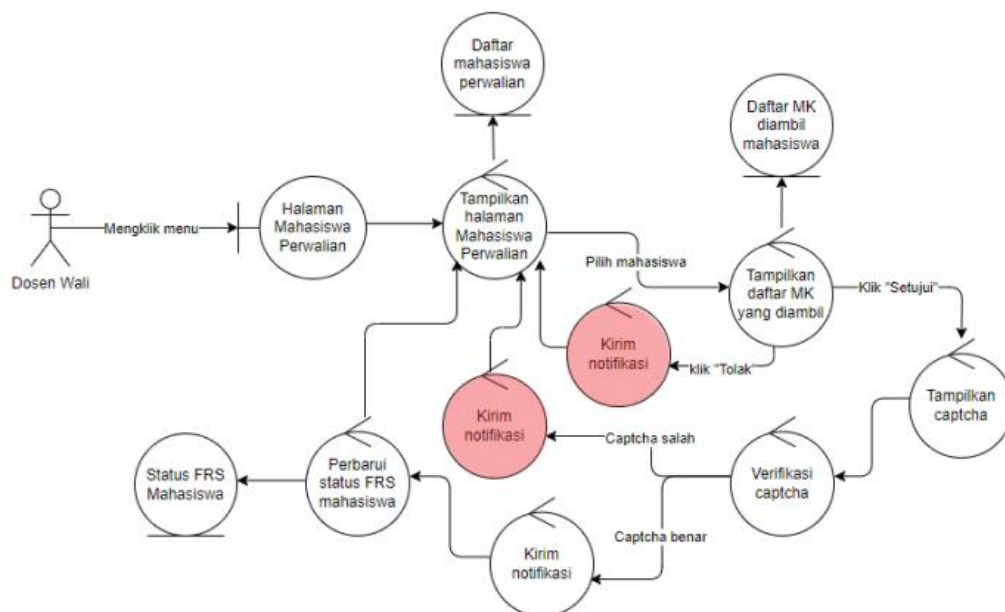 Daftar
mahasiswa
perwalian
Daftar MK
diambil
mahasiswa
Dosen Wali
Mengklik menu
Halaman
Mahasiswa
Perwalian
Tampilkan
halaman
Mahasiswa
Perwalian
Pilih mahasiswa
Tampilkan
daftar MK
yang diambil
Klik "Setujui"
Kirim
notifikasi
klik "Tolak
Tampilkan
captcha
Kirim
notifikasi
Captcha salah
Verifikasi
captcha
Status FRS
Mahasiswa
Perbarui
status FRS
mahasiswa
Captcha benar
Kirim
notifikasi